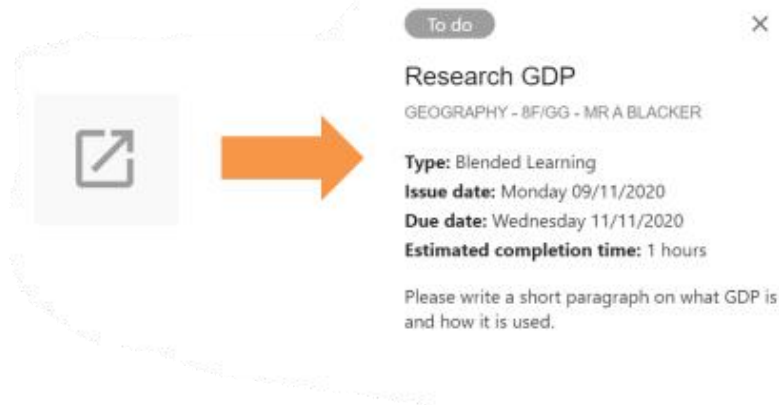 To do
Research GDP
GEOGRAPHY - 8F/GG - MR A BLACKER
Type: Blended Learning
Issue date: Monday 09/11/2020
Due date: Wednesday 11/11/2020
Estimated completion time: 1 hours
Please write a short paragraph on what GDP is
and how it is used.